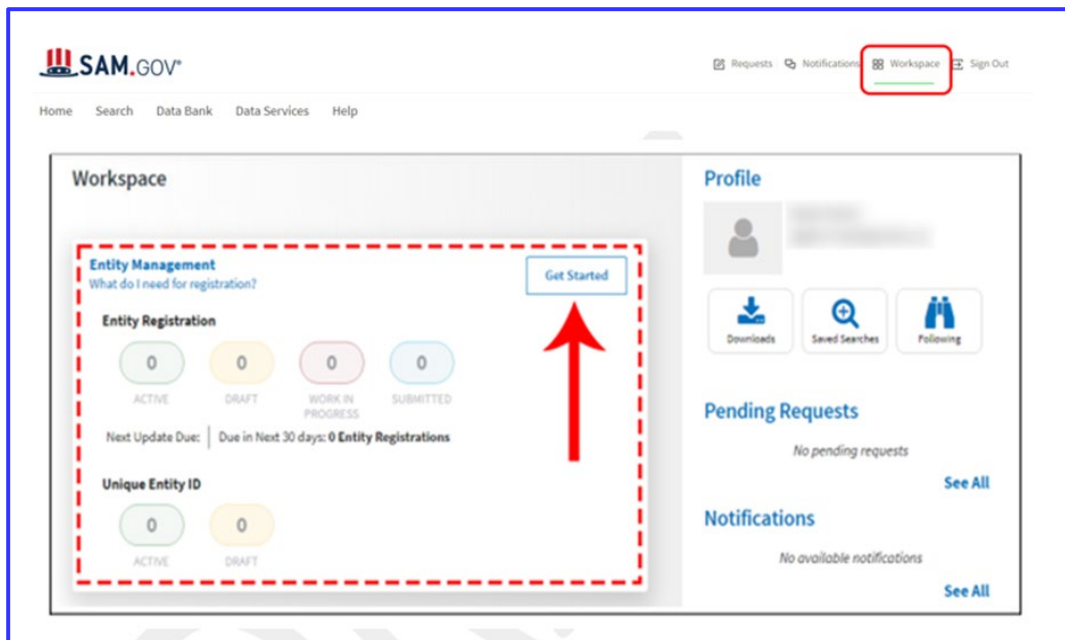 SAM.GOV®
Requests Notifications Workspace Sign Out
Home Search Data Bank Data Services Help
Workspace
Entity Management
What do I need for registration?
Get Started
Entity Registration
0 0 0 0
ACTIVE DRAFT WORK IN PROGRESS SUBMITTED
Next Update Due: Due in Next 30 days: 0 Entity Registrations
Unique Entity ID
0 0
ACTIVE DRAFT
Profile
Downloads Saved Searches Following
Pending Requests
No pending requests
See All
Notifications
No available notifications
See All